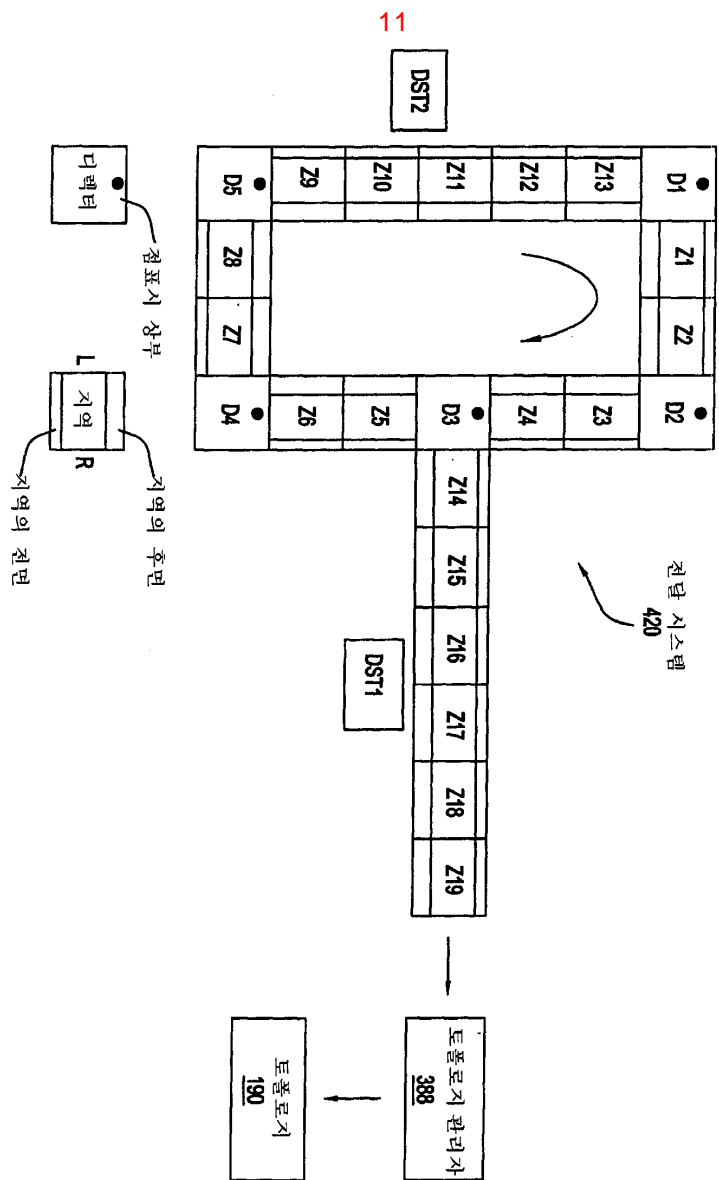 11
DST2
D5
Z9
Z10
Z11
Z12
Z13
D1
Z8
Z1
Z7
Z2
D4
Z6
Z5
D3
Z4
Z3
D2
Z14
Z15
Z16
Z17
Z18
Z19
DST1
디렉터
점표시 상부
L
지역
R
지역의 전면
지역의 후면
전달 시스템
420
토폴로지 관리자
388
토폴로지
190